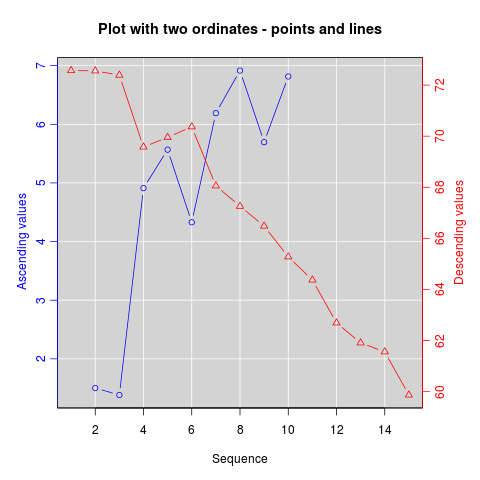 Plot with two ordinates - points and lines
7
6
5
4
3
2
Ascending values
72
70
68
66
64
62
60
Descending values
2 4 6 8 10 12 14
Sequence